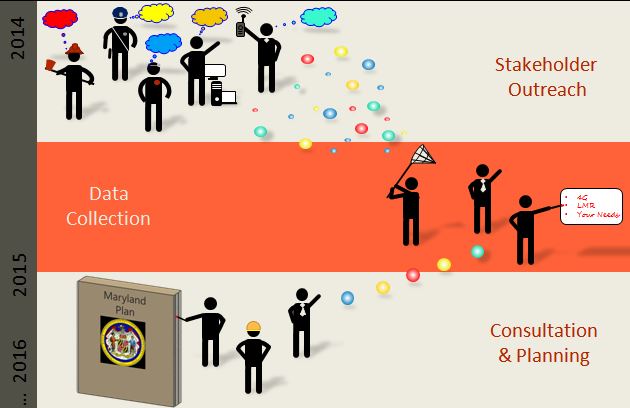 2014
Stakeholder
Outreach
Data
Collection
4G
LMR
Your Needs
2015
Maryland
Plan
Consultation
& Planning
... 2016